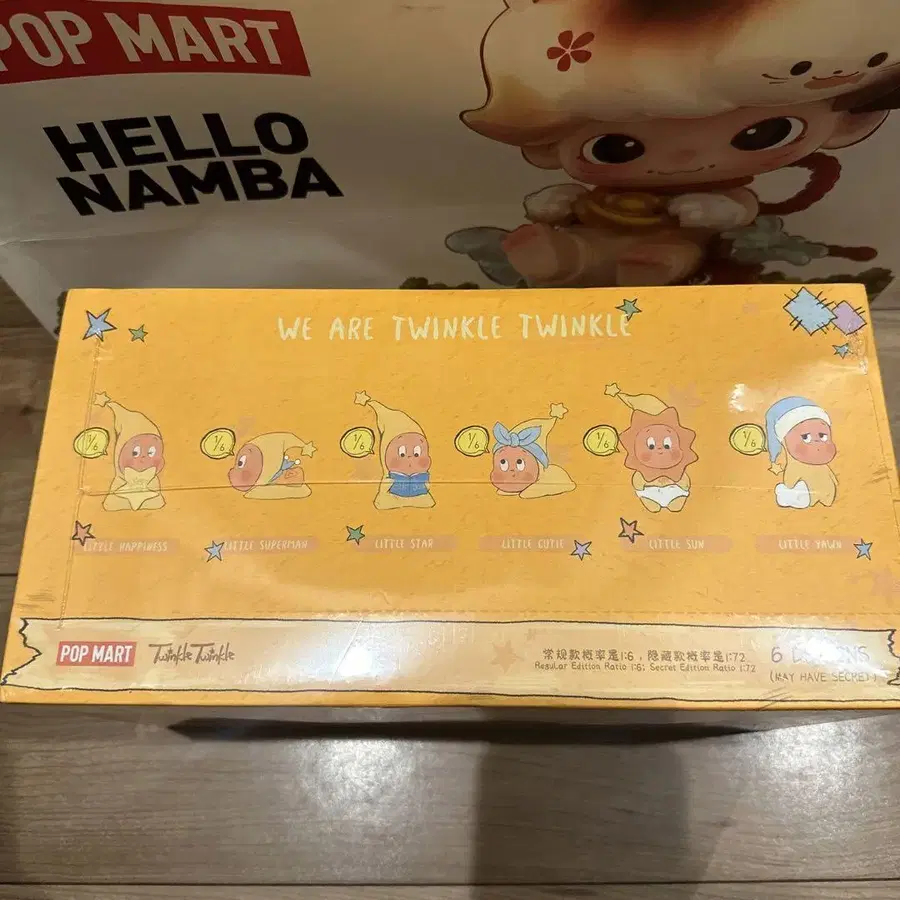 POP MART
HELLO
NAMBA
WE ARE TWINKLE TWINKLE
1/6
1/6
1/6
1/6
1/6
1/6
LITTLE HAPPINESS
LITTLE SUPERMAN
LITTLE STAR
LITTLE CUTIE
LITTLE SUN
LITTLE YAWN
POP MART
Twinkle Twinkle
常规款概率是1:6，隐藏款概率是1:72
Regular Edition Ratio 1:6; Secret Edition Ratio 1:72
6 DESIGNS
(MAY HAVE SECRET)